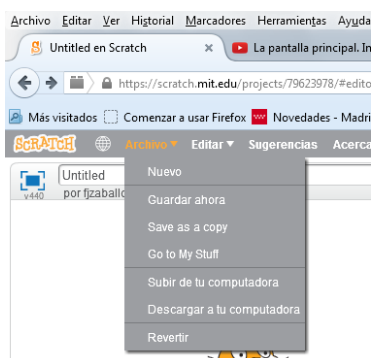 Archivo Editar Ver Historial Marcadores Herramientas Ayuda
Untitled en Scratch × La pantalla principal. In
https://scratch.mit.edu/projects/79623978/#edito
Más visitados Comenzar a usar Firefox Novedades - Madri
SCRATCH Archivo▼ Editar▼ Sugerencias Acerca
Untitled
v440 por fjzaballo
Nuevo
Guardar ahora
Save as a copy
Go to My Stuff
Subir de tu computadora
Descargar a tu computadora
Revertir